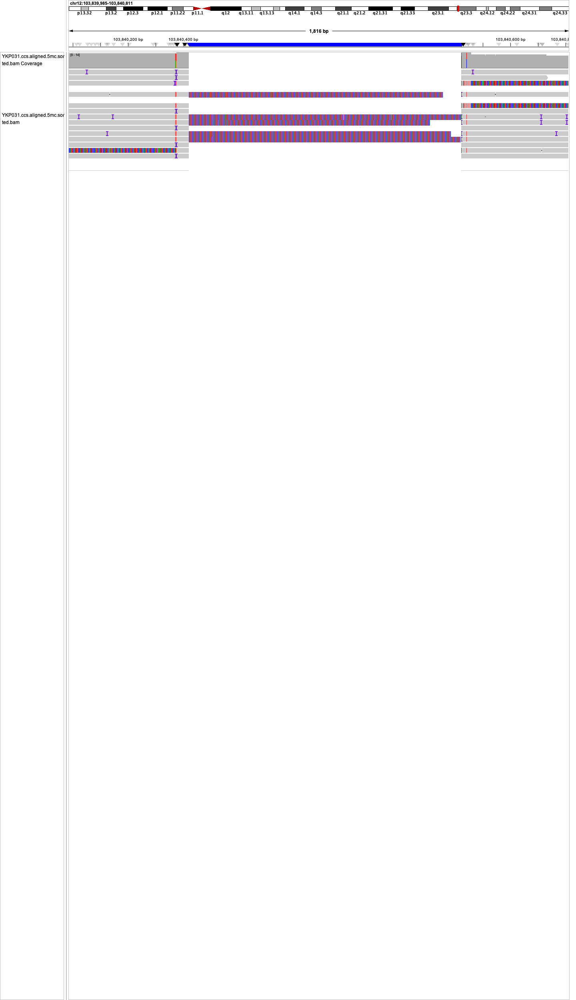 chr12:103,839,985-103,840,811
p13.32 p13.2 p12.3 p12.1 p11.22 p11.1 q12 q13.11 q13.13 q14.1 q14.3 q21.1 q21.2 q21.31 q21.33 q23.1 q23.3 q24.12 q24.22 q24.31 q24.33
1,816 bp
103,840,200 bp 103,840,400 bp 103,840,600 bp 103,840,8
YKP031.ccs.aligned.5mc.sor
ted.bam Coverage
[0 - 14]
YKP031.ccs.aligned.5mc.sor
ted.bam